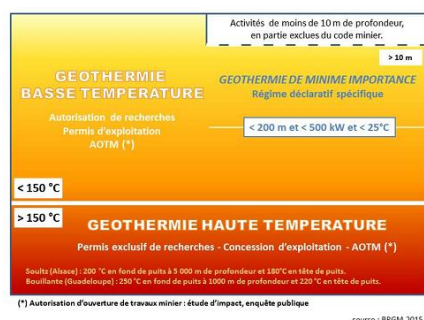 Activités de moins de 10 m de profondeur,
en partie exclues du code minier.
> 10 m
GEOTHERMIE
BASSE TEMPERATURE
Autorisation de recherches
Permis d'exploitation
AOTM (*)
GEOTHERMIE DE MINIME IMPORTANCE
Régime déclaratif spécifique
< 200 m et < 500 kW et < 25°C
< 150 °C
> 150 °C
GEOTHERMIE HAUTE TEMPERATURE
Permis exclusif de recherches - Concession d'exploitation - AOTM (*)
Soultz (Alsace) : 200 °C en fond de puits à 5 000 m de profondeur et 180°C en tête de puits.
Bouillante (Guadeloupe) : 250 °C en fond de puits à 1000 m de profondeur et 220 °C en tête de puits.
(*) Autorisation d'ouverture de travaux minier : étude d'impact, enquête publique
source : BRGM 2015